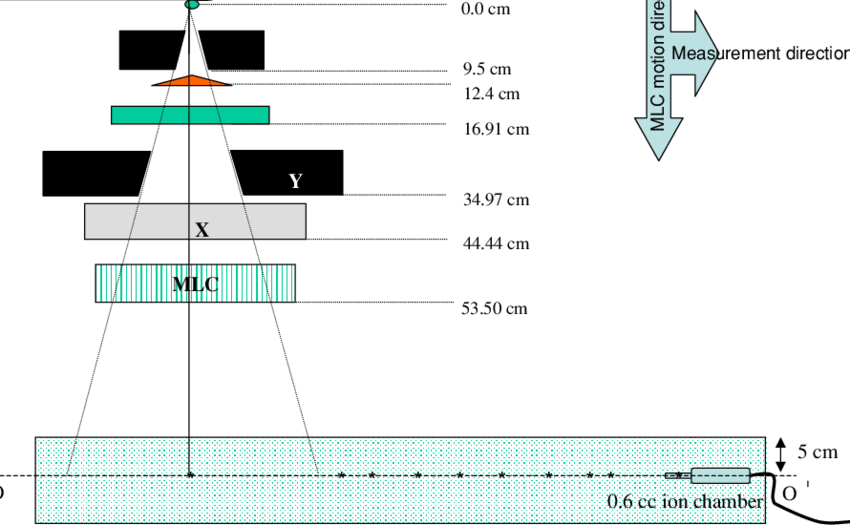 0.0 cm
9.5 cm
12.4 cm
16.91 cm
Y
34.97 cm
X
44.44 cm
MLC
53.50 cm
MLC motion dire
Measurement direction
5 cm
O
O '
0.6 cc ion chamber